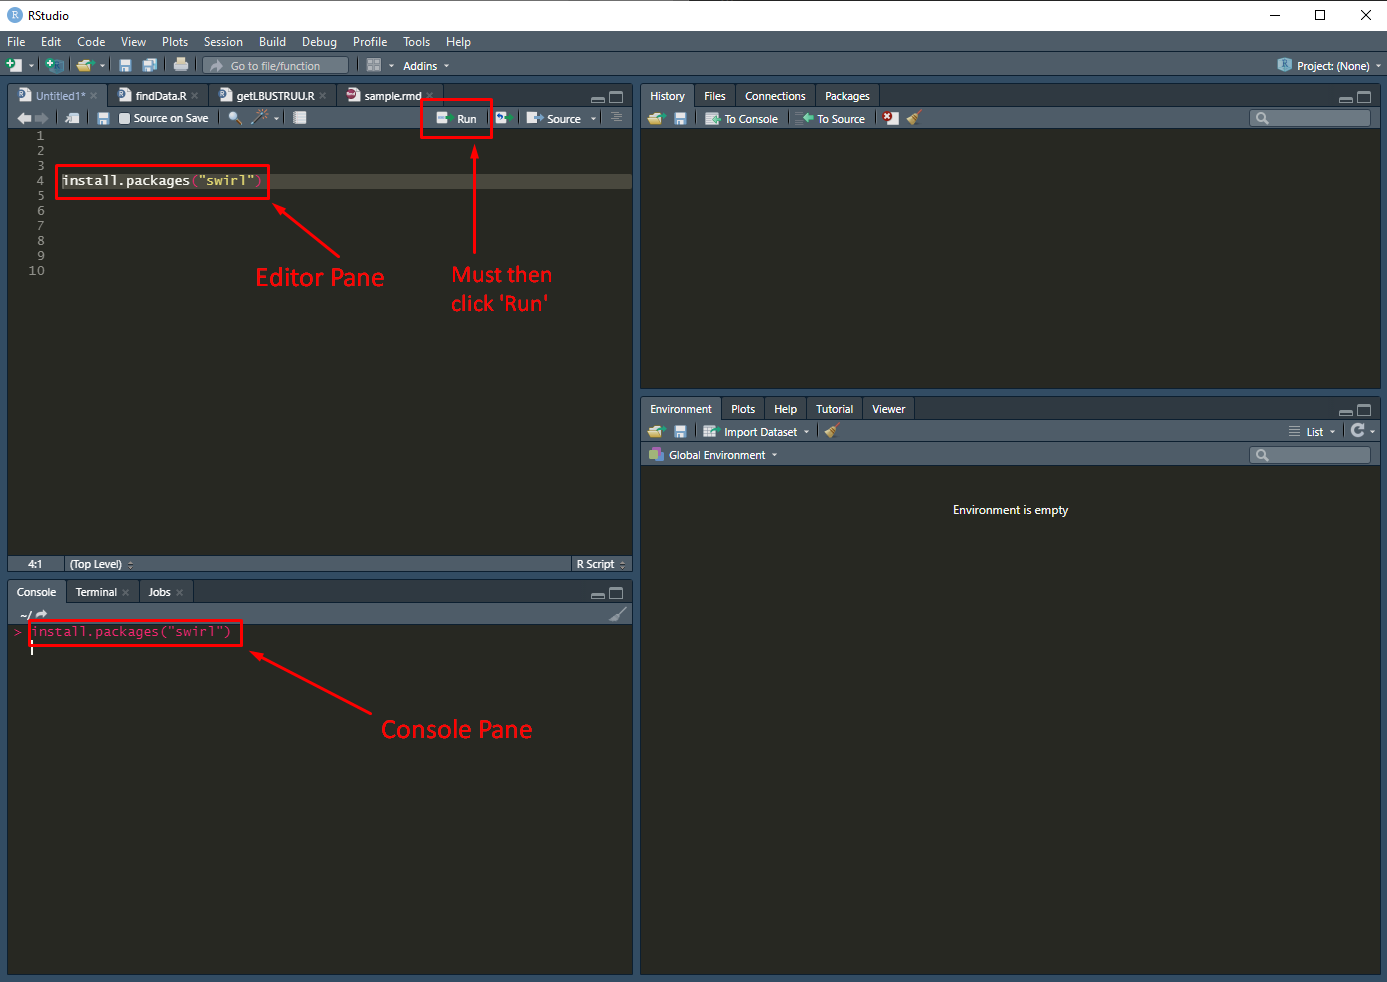 RStudio
File Edit Code View Plots Session Build Debug Profile Tools Help
Go to file/function Addins Project: (None)
Untitled1* findData.R getLBUSTRUU.R sample.rmd
Source on Save Run Source
1
2
3
4 install.packages("swirl")
5
6
7
8
9
10
Editor Pane
Must then
click 'Run'
4:1 (Top Level) R Script
Console Terminal Jobs
~/
> install.packages("swirl")
Console Pane
History Files Connections Packages
To Console To Source
Environment Plots Help Tutorial Viewer
Import Dataset List
Global Environment
Environment is empty